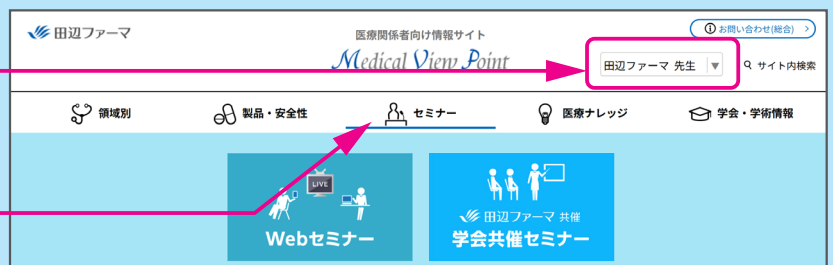 田辺ファーマ
医療関係者向け情報サイト
Medical View Point
お問い合わせ(総合)
田辺ファーマ 先生
サイト内検索
領域別
製品・安全性
セミナー
医療ナレッジ
学会・学術情報
LIVE
Webセミナー
田辺ファーマ 共催
学会共催セミナー